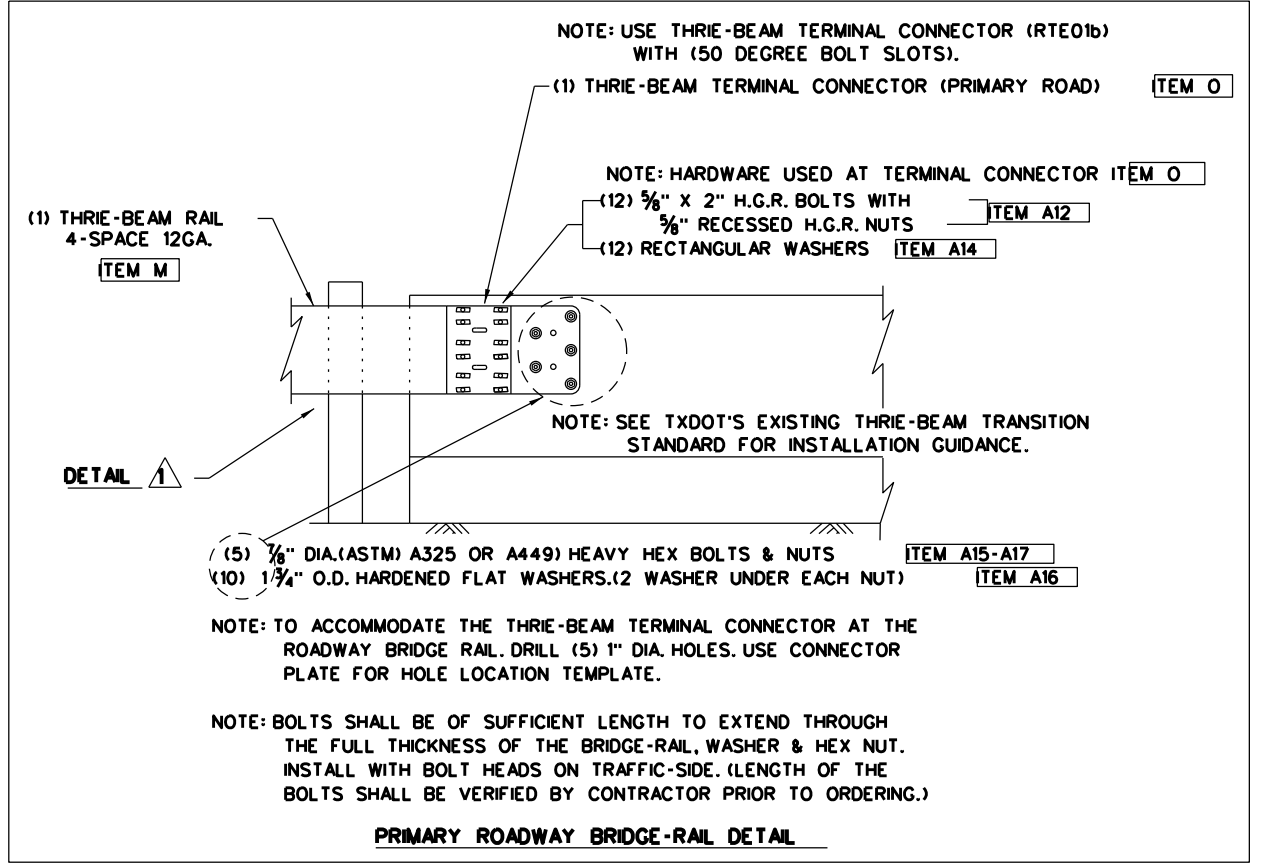 NOTE: USE THRIE-BEAM TERMINAL CONNECTOR (RTE01b)
WITH (50 DEGREE BOLT SLOTS).
(1) THRIE-BEAM TERMINAL CONNECTOR (PRIMARY ROAD) ITEM O
NOTE: HARDWARE USED AT TERMINAL CONNECTOR ITEM O
(12) 5/8" X 2" H.G.R. BOLTS WITH
5/8" RECESSED H.G.R. NUTS
ITEM A12
(12) RECTANGULAR WASHERS ITEM A14
(1) THRIE-BEAM RAIL
4-SPACE 12GA.
ITEM M
NOTE: SEE TXDOT'S EXISTING THRIE-BEAM TRANSITION
STANDARD FOR INSTALLATION GUIDANCE.
DETAIL 1
(5) 7/8" DIA.(ASTM) A325 OR A449) HEAVY HEX BOLTS & NUTS ITEM A15-A17
(10) 1 3/4" O.D. HARDENED FLAT WASHERS.(2 WASHER UNDER EACH NUT) ITEM A16
NOTE: TO ACCOMMODATE THE THRIE-BEAM TERMINAL CONNECTOR AT THE
ROADWAY BRIDGE RAIL. DRILL (5) 1" DIA. HOLES. USE CONNECTOR
PLATE FOR HOLE LOCATION TEMPLATE.
NOTE: BOLTS SHALL BE OF SUFFICIENT LENGTH TO EXTEND THROUGH
THE FULL THICKNESS OF THE BRIDGE-RAIL, WASHER & HEX NUT.
INSTALL WITH BOLT HEADS ON TRAFFIC-SIDE. (LENGTH OF THE
BOLTS SHALL BE VERIFIED BY CONTRACTOR PRIOR TO ORDERING.)
PRIMARY ROADWAY BRIDGE-RAIL DETAIL